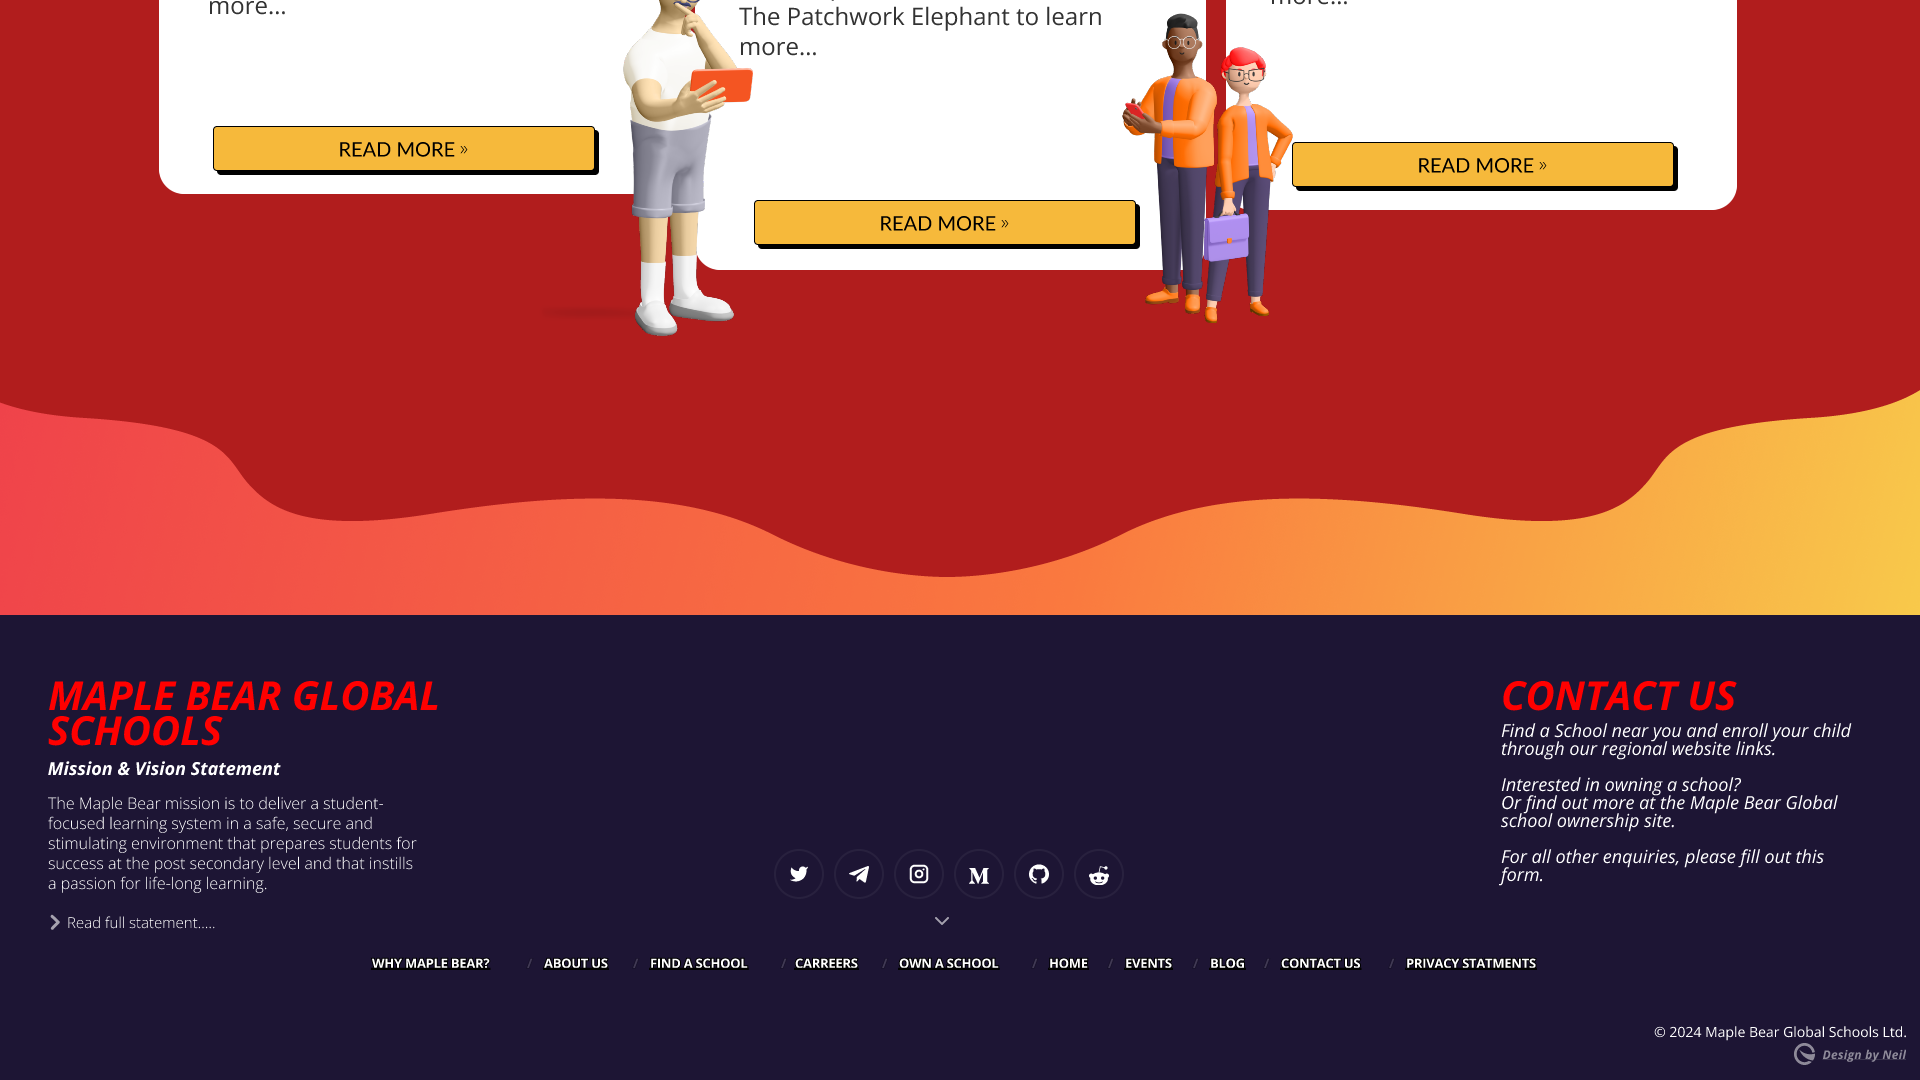 more...
The Patchwork Elephant to learn
more...
more...
READ MORE »
READ MORE »
READ MORE »
MAPLE BEAR GLOBAL
SCHOOLS
Mission & Vision Statement
The Maple Bear mission is to deliver a student-
focused learning system in a safe, secure and
stimulating environment that prepares students for
success at the post secondary level and that instills
a passion for life-long learning.
Read full statement.....
CONTACT US
Find a School near you and enroll your child
through our regional website links.
Interested in owning a school?
Or find out more at the Maple Bear Global
school ownership site.
For all other enquiries, please fill out this
form.
WHY MAPLE BEAR? / ABOUT US / FIND A SCHOOL / CARREERS / OWN A SCHOOL / HOME / EVENTS / BLOG / CONTACT US / PRIVACY STATMENTS
© 2024 Maple Bear Global Schools Ltd.
Design by Neil